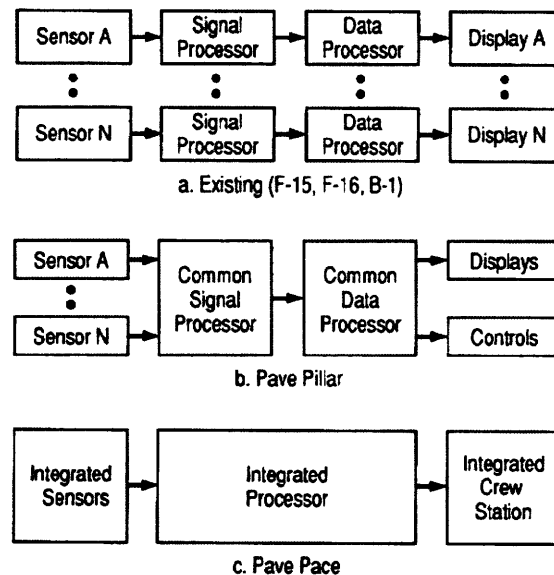 Sensor A
Signal
Processor
Data
Processor
Display A
Sensor N
Signal
Processor
Data
Processor
Display N
a. Existing (F-15, F-16, B-1)
Sensor A
Common
Signal
Processor
Common
Data
Processor
Displays
Sensor N
Controls
b. Pave Pillar
Integrated
Sensors
Integrated
Processor
Integrated
Crew
Station
c. Pave Pace